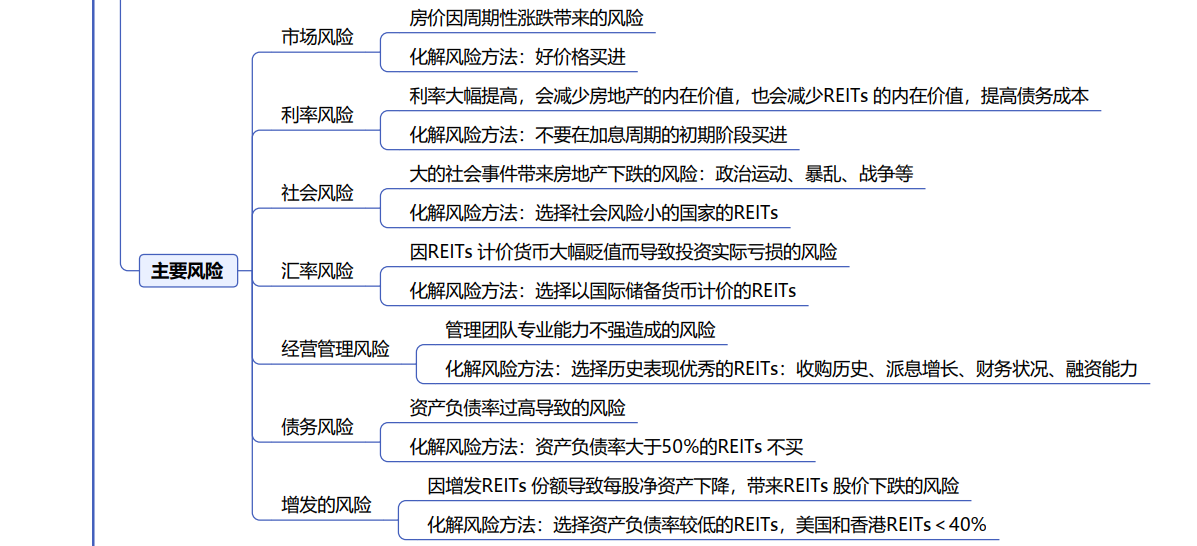 主要风险
市场风险
房价因周期性涨跌带来的风险
化解风险方法：好价格买进
利率风险
利率大幅提高，会减少房地产的内在价值，也会减少REITs 的内在价值，提高债务成本
化解风险方法：不要在加息周期的初期阶段买进
社会风险
大的社会事件带来房地产下跌的风险：政治运动、暴乱、战争等
化解风险方法：选择社会风险小的国家的REITs
汇率风险
因REITs 计价货币大幅贬值而导致投资实际亏损的风险
化解风险方法：选择以国际储备货币计价的REITs
经营管理风险
管理团队专业能力不强造成的风险
化解风险方法：选择历史表现优秀的REITs：收购历史、派息增长、财务状况、融资能力
债务风险
资产负债率过高导致的风险
化解风险方法：资产负债率大于50%的REITs 不买
增发的风险
因增发REITs 份额导致每股净资产下降，带来REITs 股价下跌的风险
化解风险方法：选择资产负债率较低的REITs，美国和香港REITs＜40%